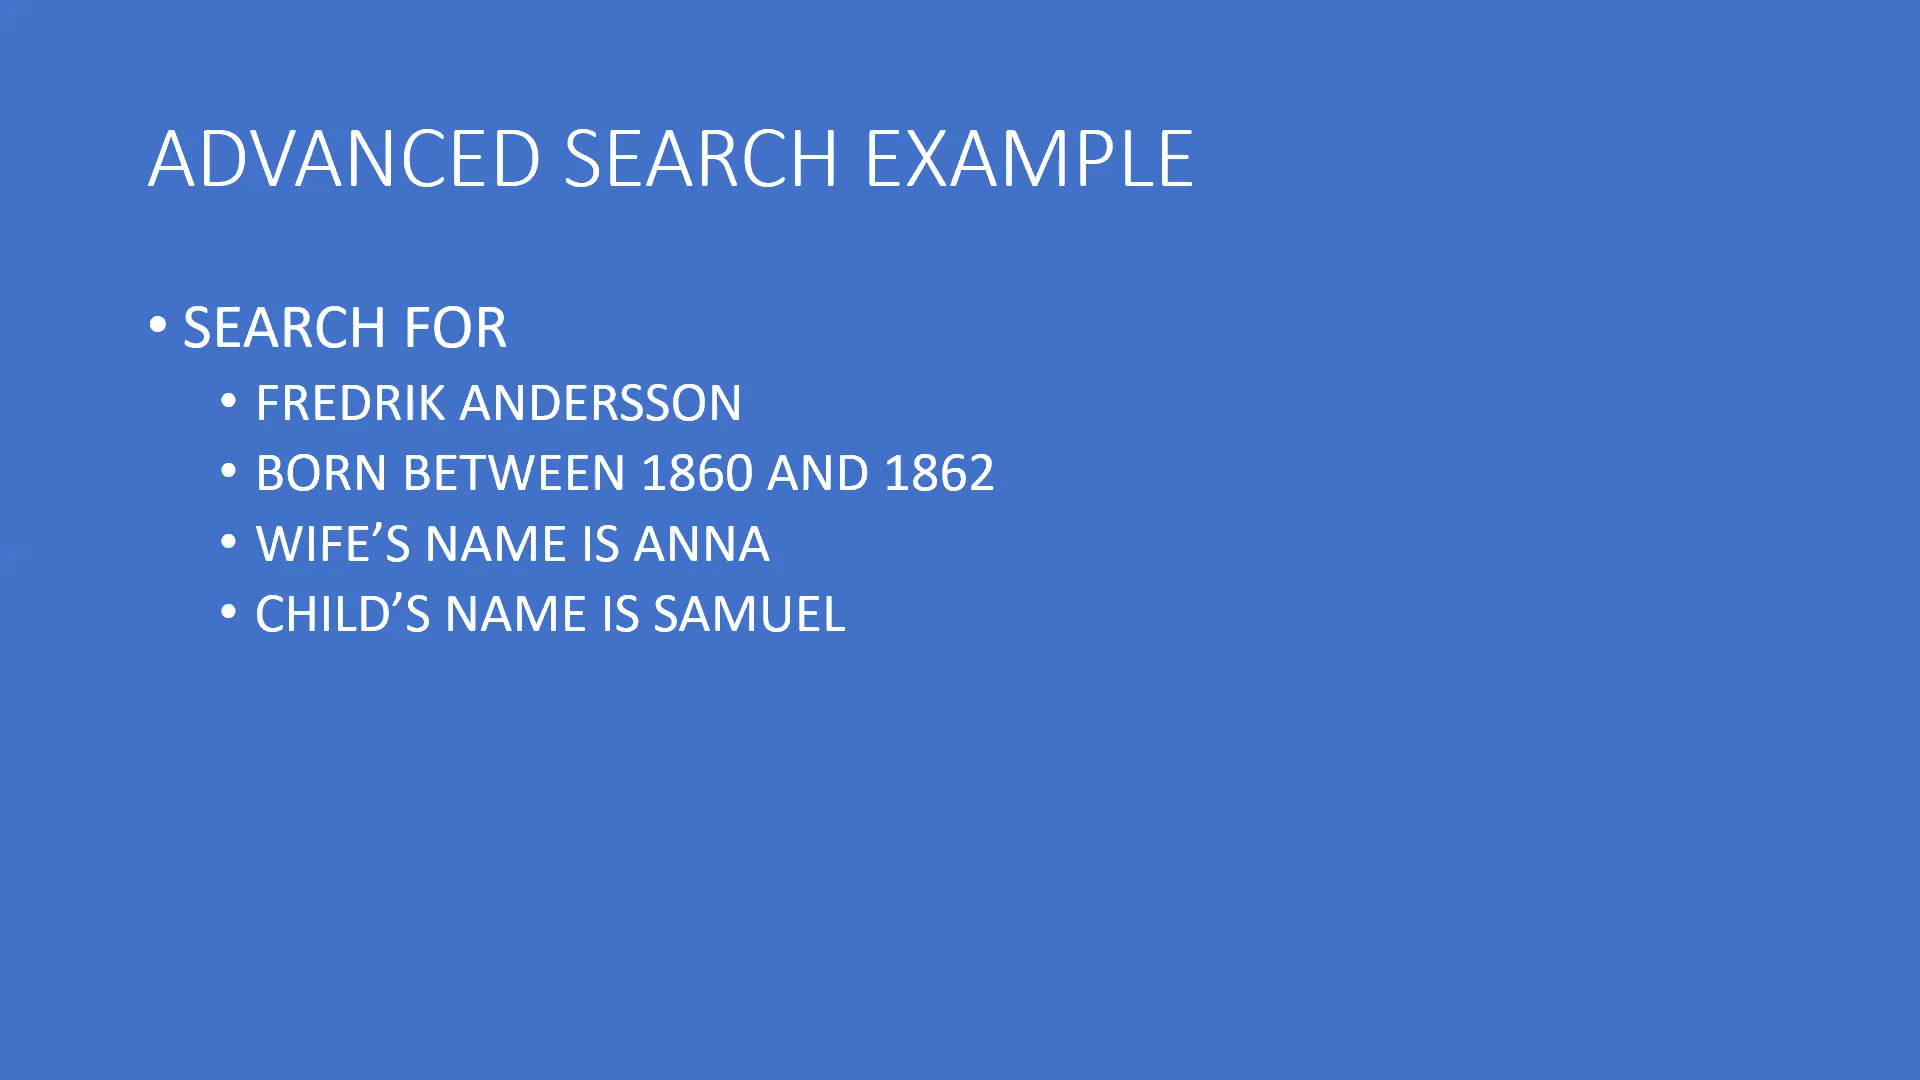 ADVANCED SEARCH EXAMPLE
• SEARCH FOR
• FREDRIK ANDERSSON
• BORN BETWEEN 1860 AND 1862
• WIFE’S NAME IS ANNA
• CHILD’S NAME IS SAMUEL